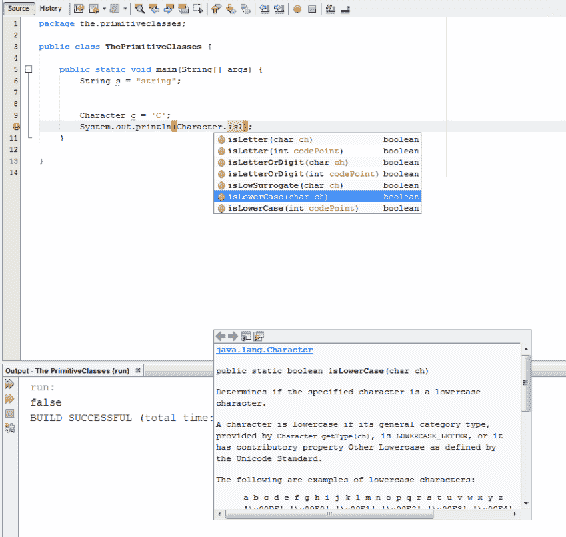 Source History
1 package the.primitiveclasses;
2
3 public class ThePrimitiveClasses {
4
5 public static void main(String[] args) {
6 String s = "string";
7
8
9 Character c = 'C';
System.out.println(Character.isl);
11 }
12
13 }
14
isLetter(char ch) boolean
isLetter(int codePoint) boolean
isLetterOrDigit(char ch) boolean
isLetterOrDigit(int codePoint) boolean
isLowSurrogate(char ch) boolean
isLowerCase(char ch) boolean
isLowerCase(int codePoint) boolean
Output - The PrimitiveClasses (run)
run:
false
BUILD SUCCESSFUL (total time:
java.lang.Character
public static boolean isLowerCase(char ch)
Determines if the specified character is a lowercase
character.
A character is lowercase if its general category type,
provided by Character.getType(ch), is LOWERCASE_LETTER, or it
has contributory property Other_Lowercase as defined by
the Unicode Standard.
The following are examples of lowercase characters:
a b c d e f g h i j k l m n o p q r s t u v w x y z